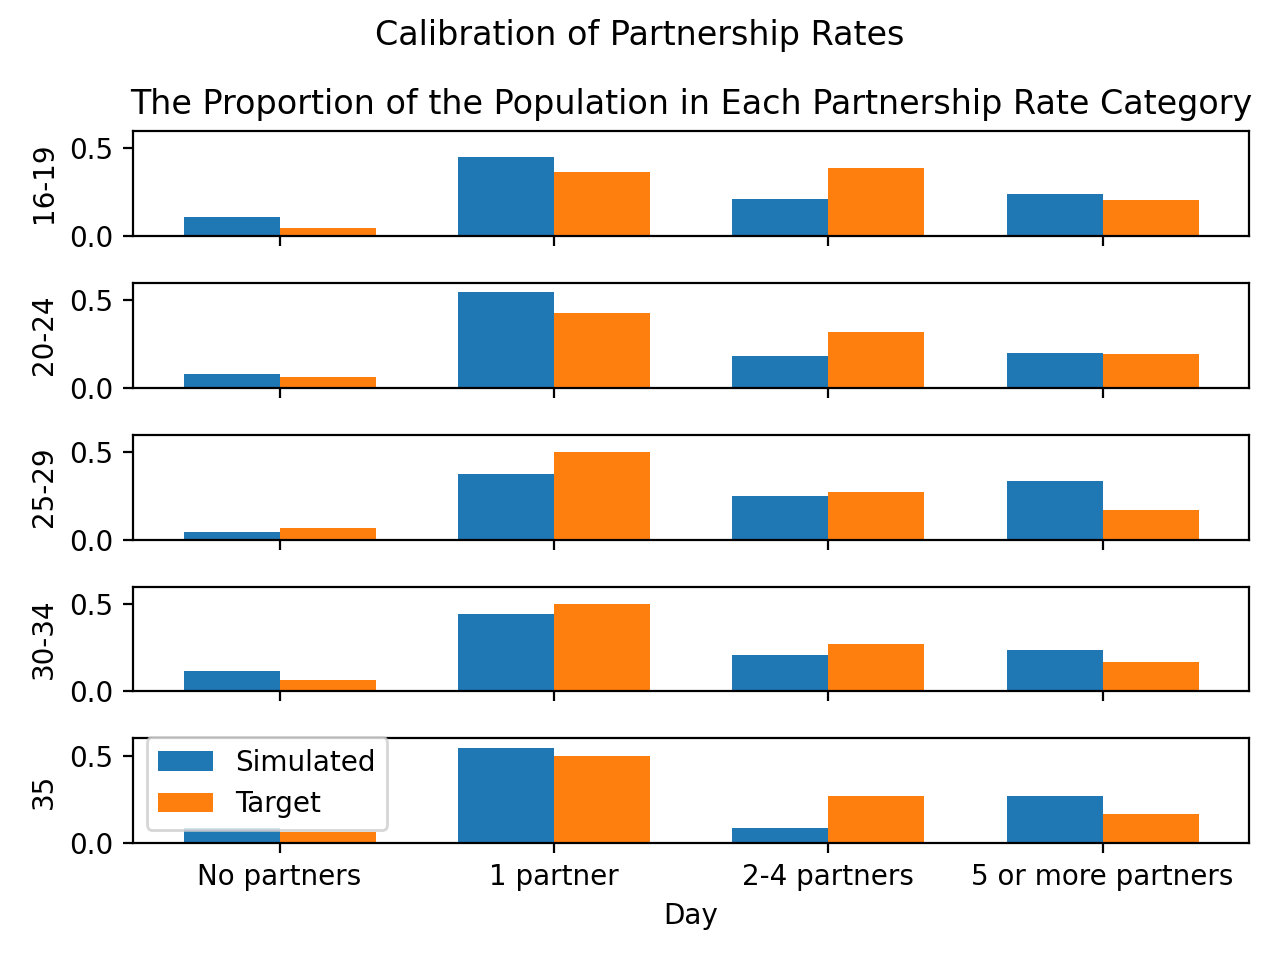 Calibration of Partnership Rates
The Proportion of the Population in Each Partnership Rate Category
0.5
0.0
16-19
0.5
0.0
20-24
0.5
0.0
25-29
0.5
0.0
30-34
0.5
0.0
35
Simulated
Target
No partners
1 partner
2-4 partners
5 or more partners
Day